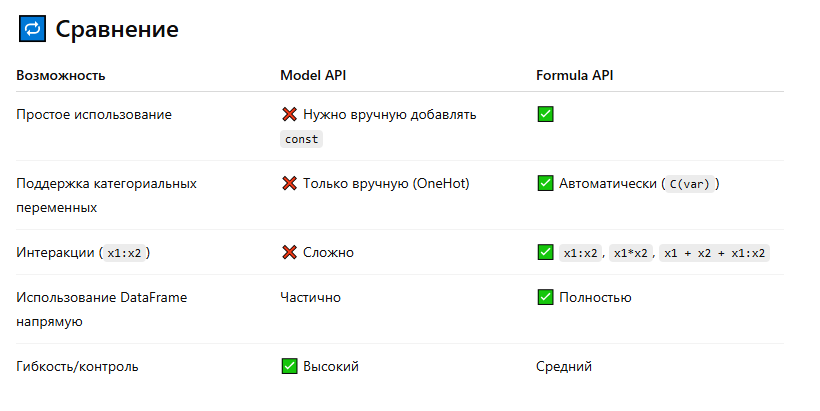 🔁 Сравнение
Возможность Model API Formula API
Простое использование ❌ Нужно вручную добавлять ✅
const
Поддержка категориальных ❌ Только вручную (OneHot) ✅ Автоматически ( C(var) )
переменных
Интеракции ( x1:x2 ) ❌ Сложно ✅ x1:x2 , x1*x2 , x1 + x2 + x1:x2
Использование DataFrame Частично ✅ Полностью
напрямую
Гибкость/контроль ✅ Высокий Средний